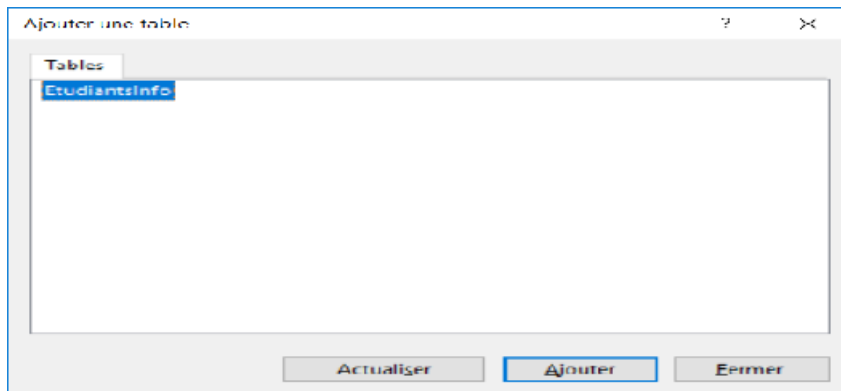 Ajouter une table ? ×
Tables
EtudiantsInfo
Actualiser Ajouter Fermer